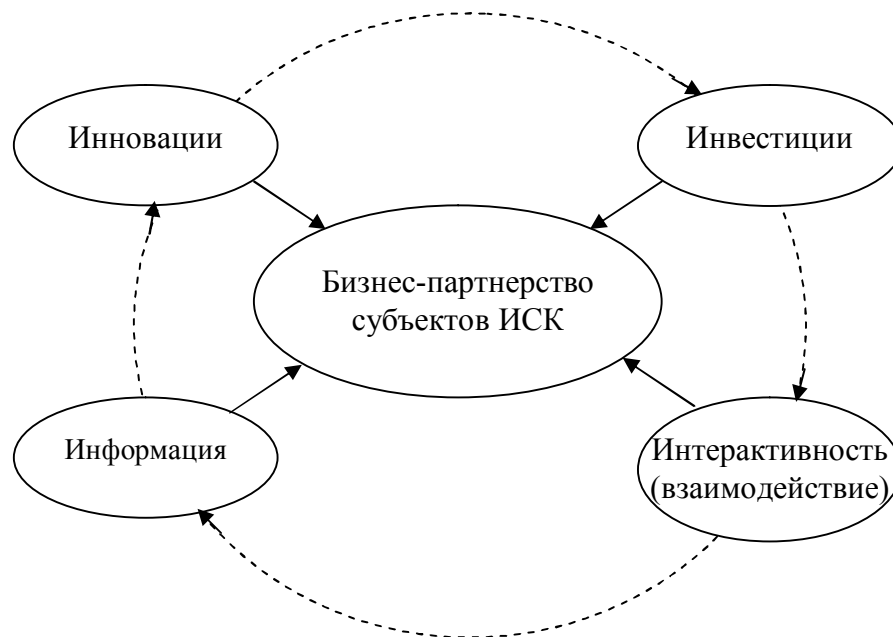 Инновации
Инвестиции
Бизнес-партнерство
субъектов ИСК
Информация
Интерактивность
(взаимодействие)